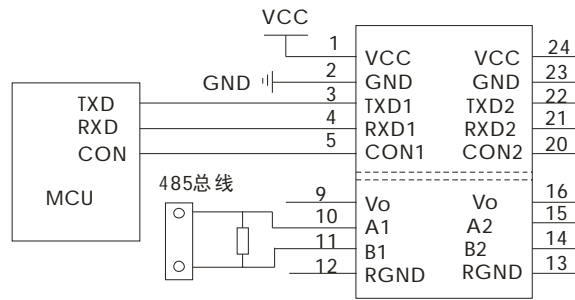 VCC
1 VCC VCC 24
GND 2 GND GND 23
TXD 3 TXD1 TXD2 22
RXD 4 RXD1 RXD2 21
CON 5 CON1 CON2 20
MCU
485总线
9 Vo Vo 16
10 A1 A2 15
11 B1 B2 14
12 RGND RGND 13